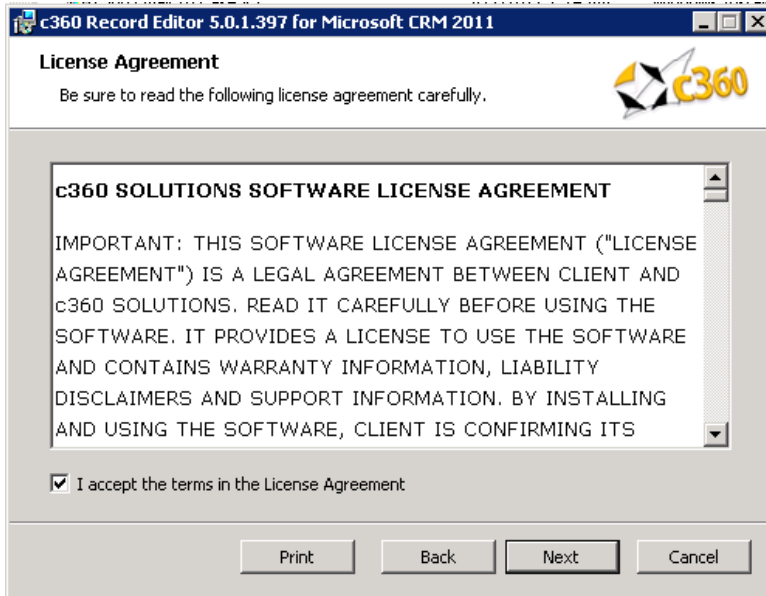 c360 Record Editor 5.0.1.397 for Microsoft CRM 2011
License Agreement
Be sure to read the following license agreement carefully.
c360
c360 SOLUTIONS SOFTWARE LICENSE AGREEMENT
IMPORTANT: THIS SOFTWARE LICENSE AGREEMENT ("LICENSE
AGREEMENT") IS A LEGAL AGREEMENT BETWEEN CLIENT AND
c360 SOLUTIONS. READ IT CAREFULLY BEFORE USING THE
SOFTWARE. IT PROVIDES A LICENSE TO USE THE SOFTWARE
AND CONTAINS WARRANTY INFORMATION, LIABILITY
DISCLAIMERS AND SUPPORT INFORMATION. BY INSTALLING
AND USING THE SOFTWARE, CLIENT IS CONFIRMING ITS
I accept the terms in the License Agreement
Print Back Next Cancel